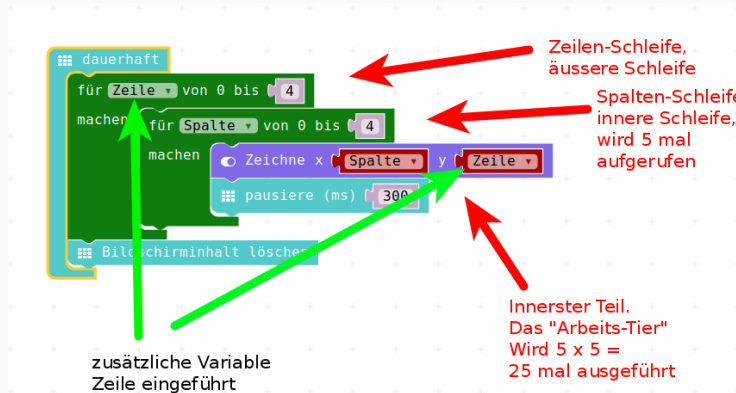 dauerhaft
für Zeile von 0 bis 4
machen
für Spalte von 0 bis 4
machen
Zeichne x Spalte y Zeile
pausiere (ms) 300
Bildschirminhalt löschen
Zeilen-Schleife,
äussere Schleife
Spalten-Schleife
innere Schleife,
wird 5 mal
aufgerufen
Innerster Teil.
Das "Arbeits-Tier"
Wird 5 x 5 =
25 mal ausgeführt
zusätzliche Variable
Zeile eingeführt